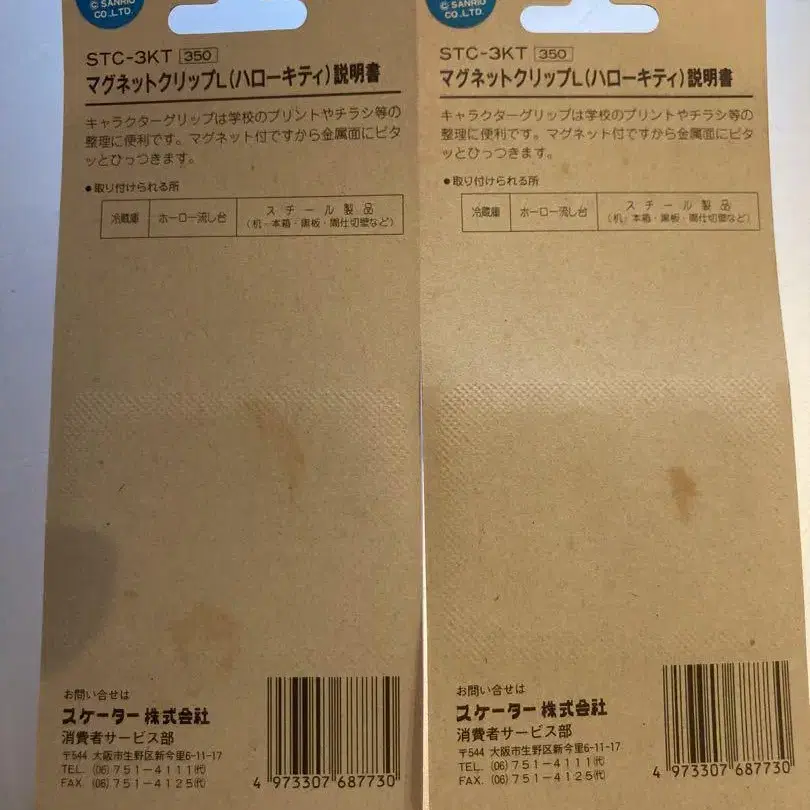 © SANRIO
CO.,LTD.
STC-3KT 350
マグネットクリップL(ハローキティ)説明書
キャラクターグリップは学校のプリントやチラシ等の
整理に便利です。マグネット付ですから金属面にピタ
ッとひっつきます。
●取り付けられる所
冷蔵庫 ホーロー流し台 スチール製品
(机・本箱・黒板・間仕切壁など)
お問い合せは
スケーター株式会社
消費者サービス部
〒544 大阪市生野区新今里6-11-17
TEL. (06)751-4111(代)
FAX. (06)751-4125(代)
4 973307 687730
© SANRIO
CO.,LTD.
STC-3KT 350
マグネットクリップL(ハローキティ)説明書
キャラクターグリップは学校のプリントやチラシ等の
整理に便利です。マグネット付ですから金属面にピタ
ッとひっつきます。
●取り付けられる所
冷蔵庫 ホーロー流し台 スチール製品
(机・本箱・黒板・間仕切壁など)
お問い合せは
スケーター株式会社
消費者サービス部
〒544 大阪市生野区新今里6-11-17
TEL. (06)751-4111(代)
FAX. (06)751-4125(代)
4 973307 687730